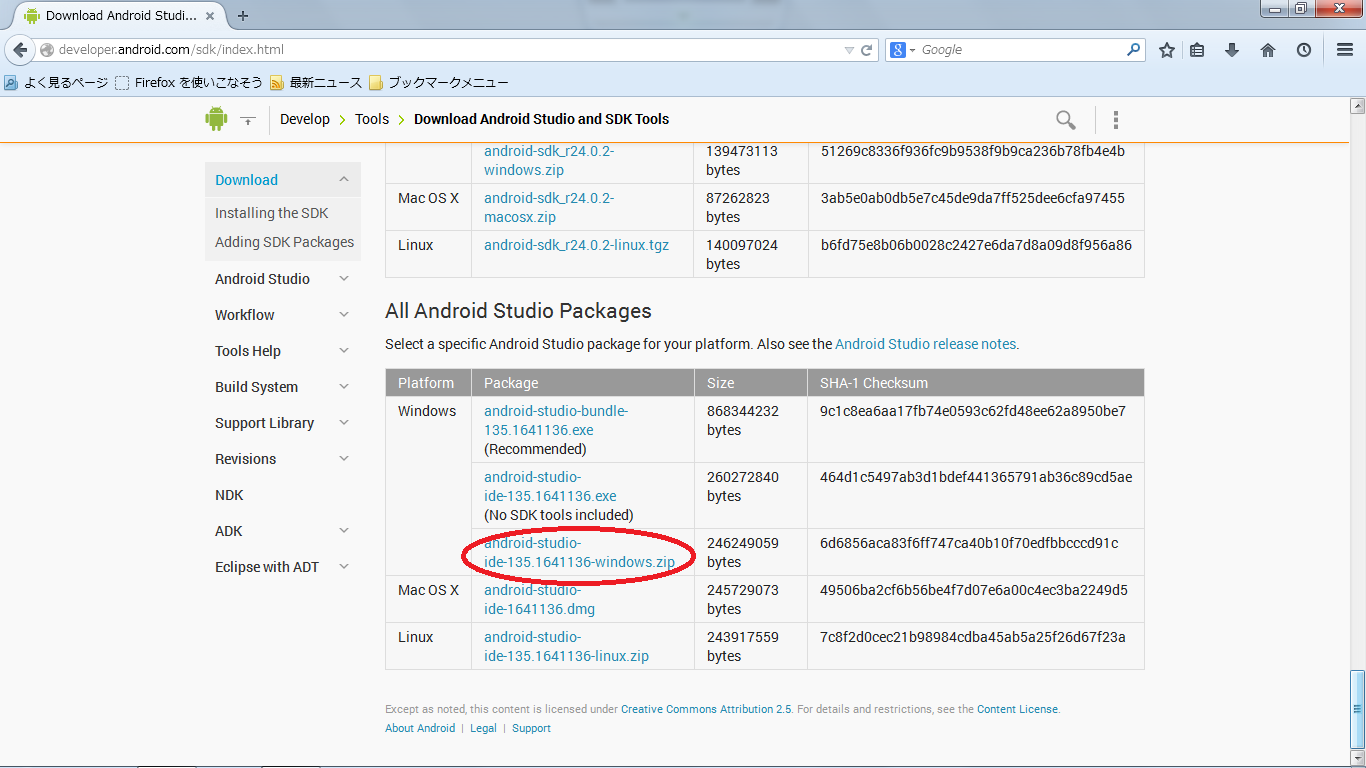 Download Android Studi...
developer.android.com/sdk/index.html
Google
よく見るページ
Firefox を使いこなそう
最新ニュース
ブックマークメニュー
Develop
Tools
Download Android Studio and SDK Tools
Download
Installing the SDK
Adding SDK Packages
Android Studio
Workflow
Tools Help
Build System
Support Library
Revisions
NDK
ADK
Eclipse with ADT
android-sdk_r24.0.2-
windows.zip
139473113
bytes
51269c8336f936fc9b9538f9b9ca236b78fb4e4b
Mac OS X
android-sdk_r24.0.2-
macosx.zip
87262823
bytes
3ab5e0ab0db5e7c45de9da7ff525dee6cfa97455
Linux
android-sdk_r24.0.2-linux.tgz
140097024
bytes
b6fd75e8b06b0028c2427e6da7d8a09d8f956a86
All Android Studio Packages
Select a specific Android Studio package for your platform. Also see the Android Studio release notes.
Platform
Package
Size
SHA-1 Checksum
Windows
android-studio-bundle-
135.1641136.exe
(Recommended)
868344232
bytes
9c1c8ea6aa17fb74e0593c62fd48ee62a8950be7
android-studio-
ide-135.1641136.exe
(No SDK tools included)
260272840
bytes
464d1c5497ab3d1bdef441365791ab36c89cd5ae
android-studio-
ide-135.1641136-windows.zip
246249059
bytes
6d6856aca83f6ff747ca40b10f70edfbbcccd91c
Mac OS X
android-studio-
ide-1641136.dmg
245729073
bytes
49506ba2cf6b56be4f7d07e6a00c4ec3ba2249d5
Linux
android-studio-
ide-135.1641136-linux.zip
243917559
bytes
7c8f2d0cec21b98984cdba45ab5a25f26d67f23a
Except as noted, this content is licensed under Creative Commons Attribution 2.5. For details and restrictions, see the Content License.
About Android | Legal | Support